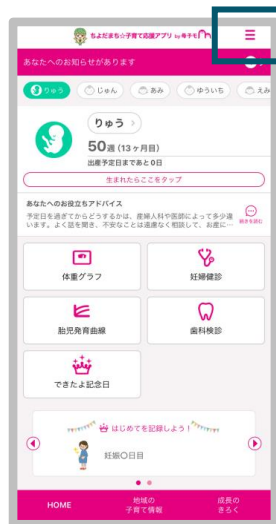 ちよだまちっ子育て応援アプリ by 母子モ
あなたへのお知らせがあります
りゅう じゅん あみ ゆういち えみ
りゅう
50週(13ヶ月目)
出産予定日まであと0日
生まれたらここをタップ
あなたへのお役立ちアドバイス
予定日を過ぎてからどうするかは、産婦人科や医師によって多少違
います。よく話を聞き、不安なことは遠慮なく相談して、お産に…
続きを読む
体重グラフ 妊婦健診
胎児発育曲線 歯科検診
できたよ記念日
はじめてを記録しよう!
妊娠〇日目
HOME 地域の 成長の
子育て情報 きろく